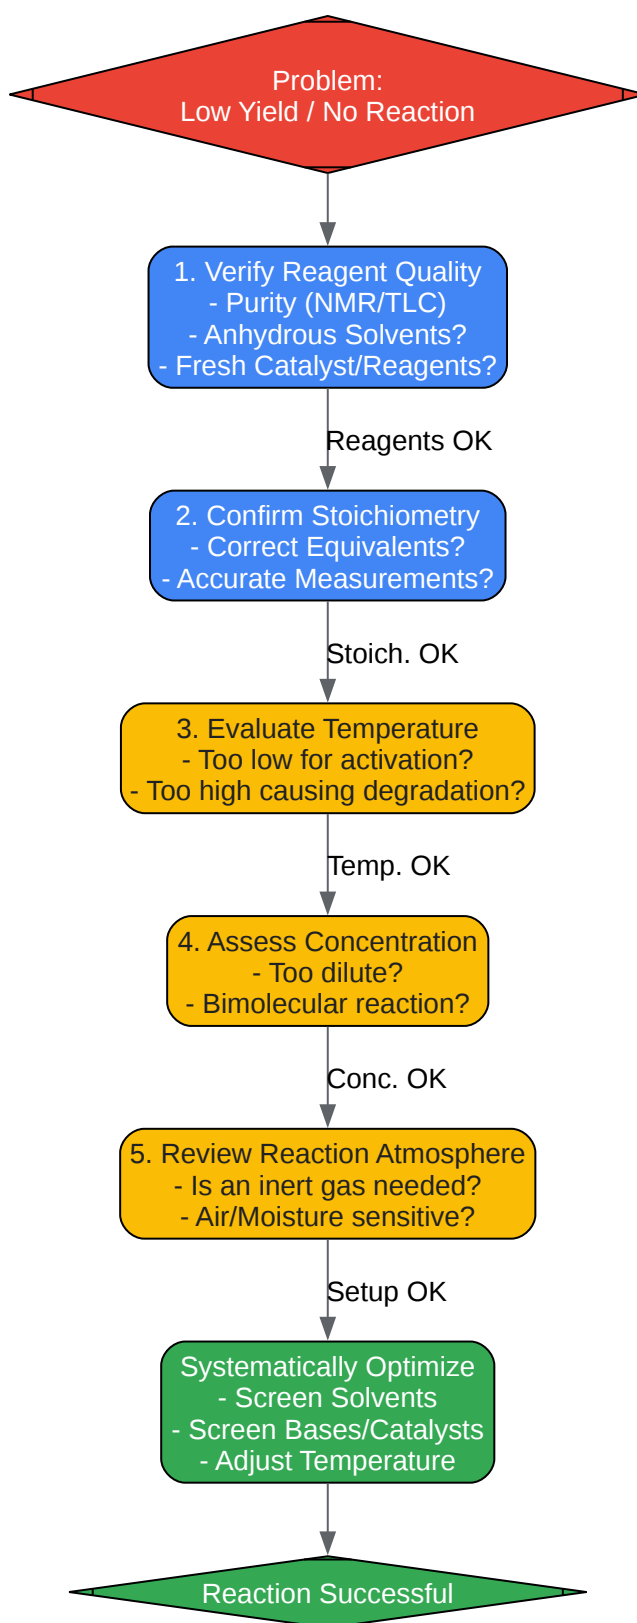 Problem:
Low Yield / No Reaction
1. Verify Reagent Quality
- Purity (NMR/TLC)
- Anhydrous Solvents?
- Fresh Catalyst/Reagents?
Reagents OK
2. Confirm Stoichiometry
- Correct Equivalents?
- Accurate Measurements?
Stoich. OK
3. Evaluate Temperature
- Too low for activation?
- Too high causing degradation?
Temp. OK
4. Assess Concentration
- Too dilute?
- Bimolecular reaction?
Conc. OK
5. Review Reaction Atmosphere
- Is an inert gas needed?
- Air/Moisture sensitive?
Setup OK
Systematically Optimize
- Screen Solvents
- Screen Bases/Catalysts
- Adjust Temperature
Reaction Successful